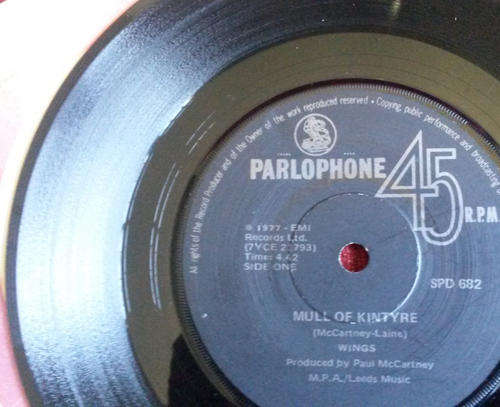 All rights of the Record Producer and of the Owner of the work reproduced reserved • Copying, public performance and broadcasting
PARLOPHONE
45
R.P.M
℗ 1977 - EMI
Records Ltd.
(7YCE 21793)
Time: 4.42
SIDE ONE
SPD 682
MULL OF KINTYRE
(McCartney-Laine)
WINGS
Produced by Paul McCartney
M.P.A./Leeds Music